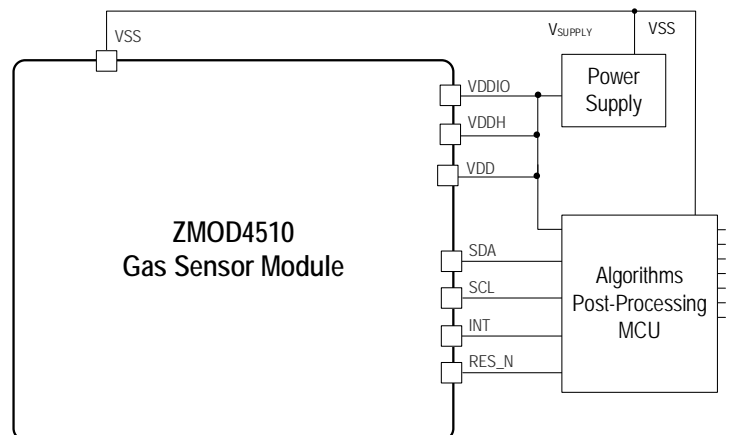 VSS
VSUPPLY
VSS
Power
Supply
VDDIO
VDDH
VDD
ZMOD4510
Gas Sensor Module
SDA
SCL
INT
RES_N
Algorithms
Post-Processing
MCU